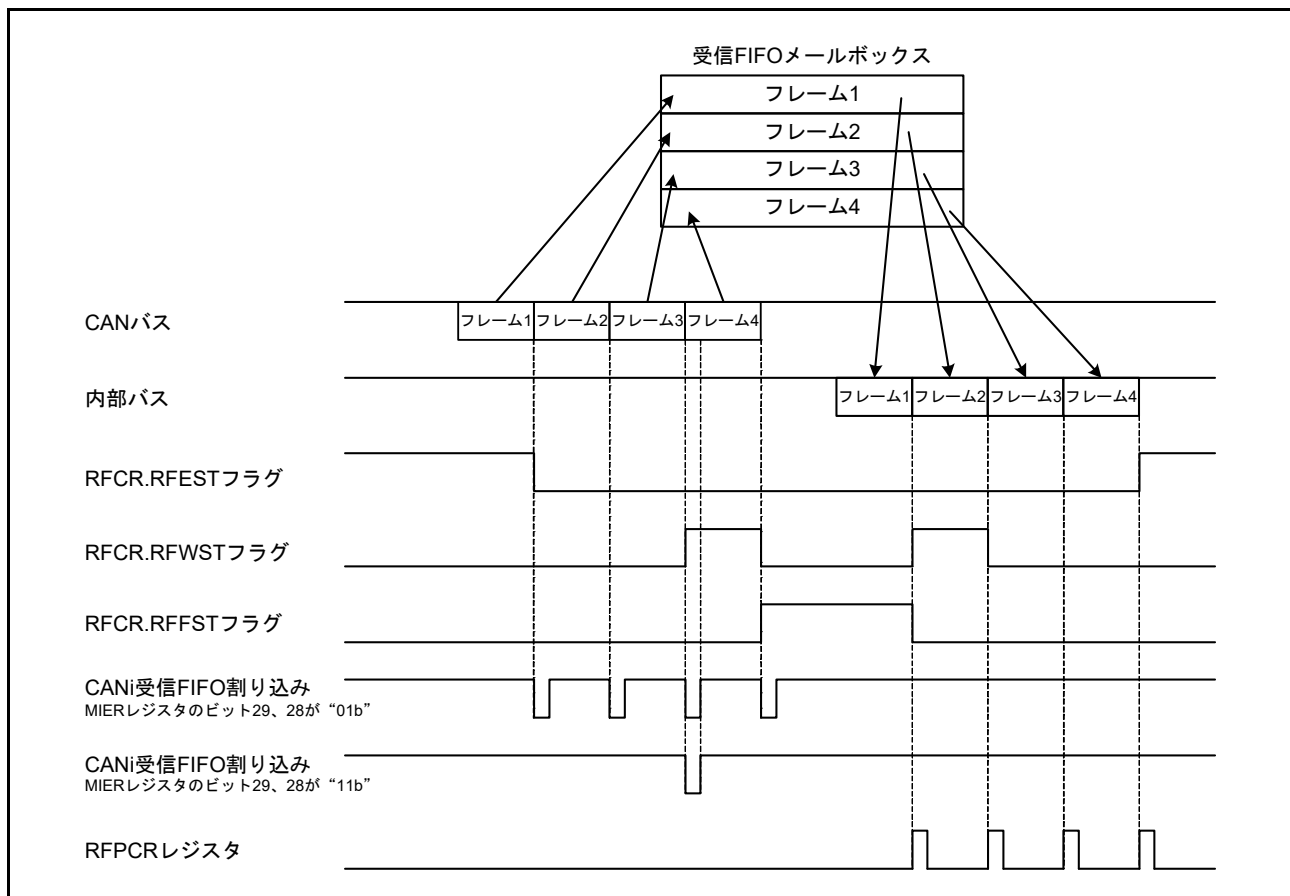 受信FIFOメールボックス
フレーム1
フレーム2
フレーム3
フレーム4
CANバス
フレーム1 フレーム2 フレーム3 フレーム4
内部バス
フレーム1 フレーム2 フレーム3 フレーム4
RFCR.RFESTフラグ
RFCR.RFWSTフラグ
RFCR.RFFSTフラグ
CANi受信FIFO割り込み
MIERレジスタのビット29、28が“01b”
CANi受信FIFO割り込み
MIERレジスタのビット29、28が“11b”
RFPCRレジスタ